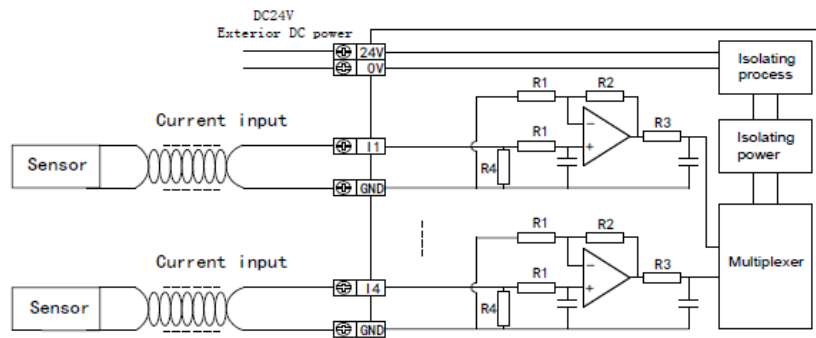 DC24V
Exterior DC power
24V
0V
Isolating
process
R1
R2
Current input
R1
R3
Isolating
power
Sensor
I1
R4
GND
R1
R2
Current input
R1
R3
Multiplexer
Sensor
I4
R4
GND